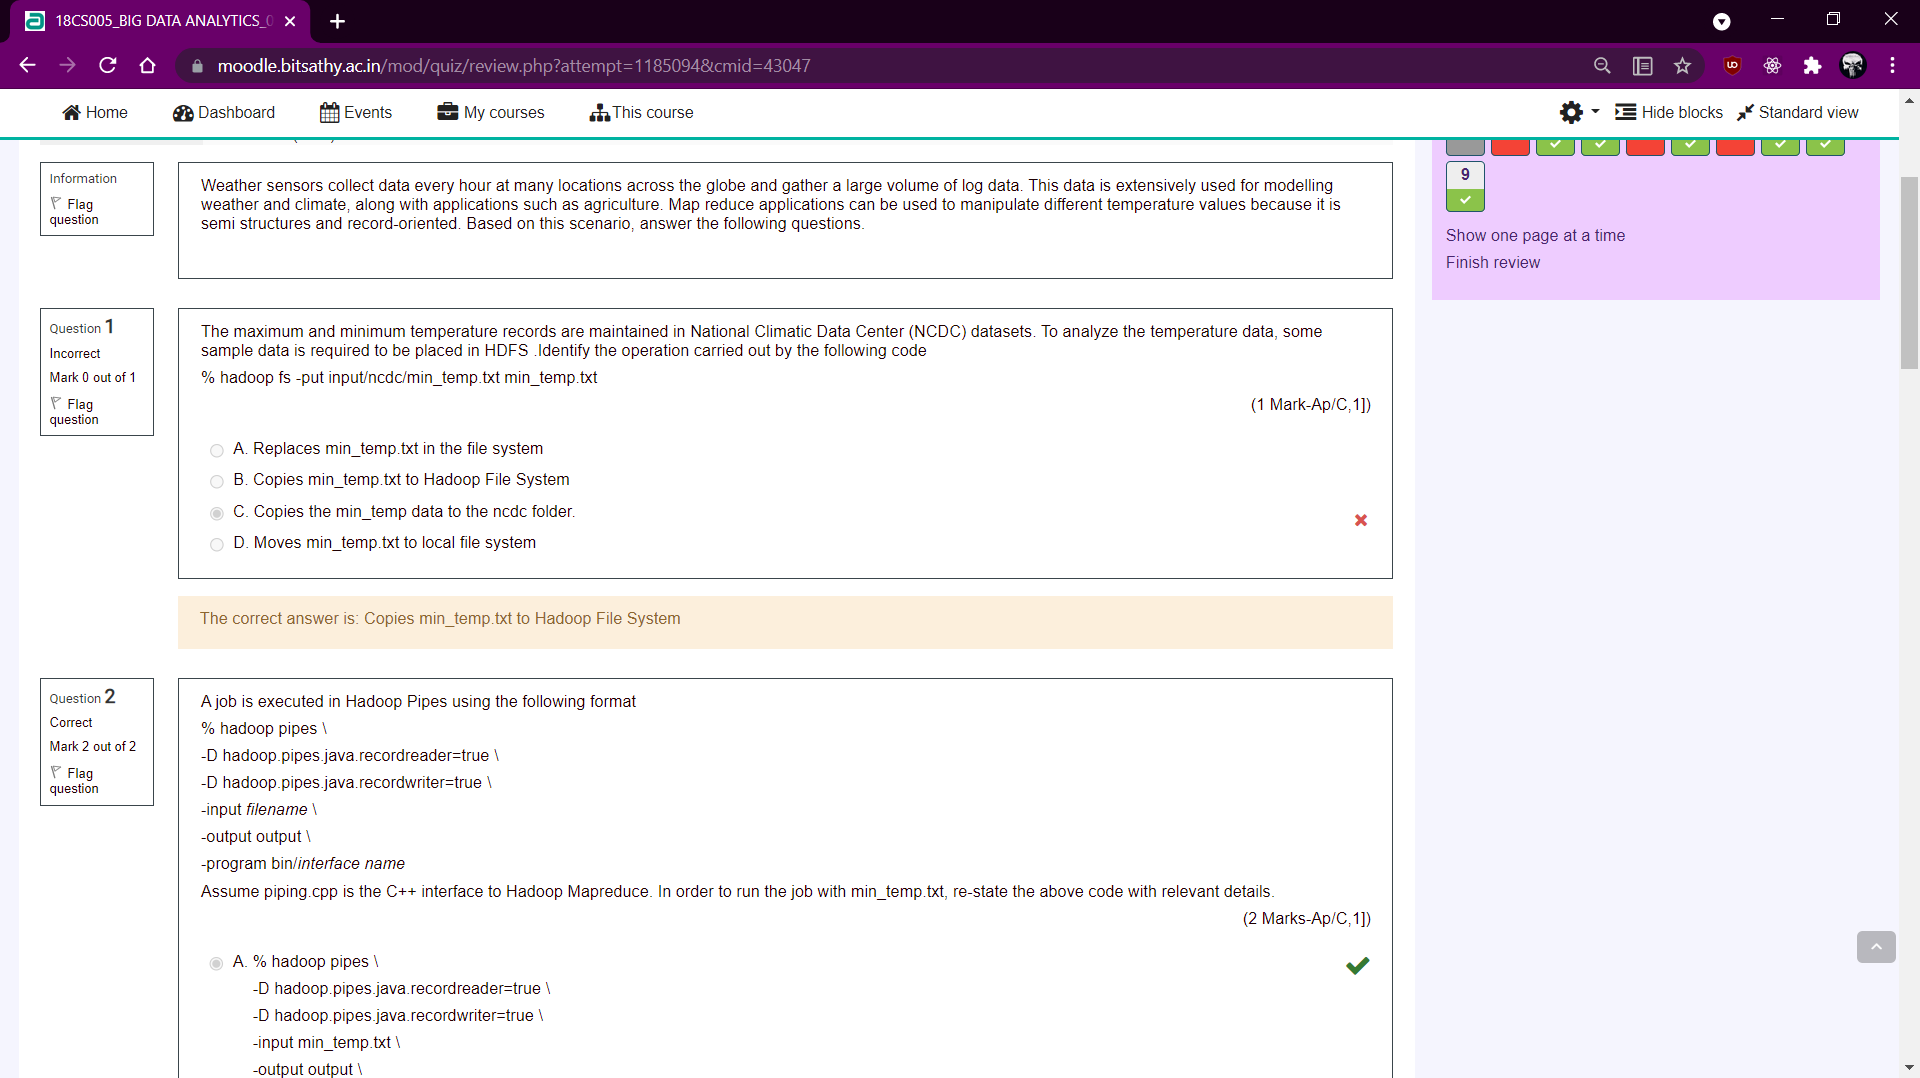 18CS005_BIG DATA ANALYTICS_0
moodle.bitsathy.ac.in/mod/quiz/review.php?attempt=1185094&cmid=43047
Home Dashboard Events My courses This course Hide blocks Standard view
Information
Flag
question
Weather sensors collect data every hour at many locations across the globe and gather a large volume of log data. This data is extensively used for modelling
weather and climate, along with applications such as agriculture. Map reduce applications can be used to manipulate different temperature values because it is
semi structures and record-oriented. Based on this scenario, answer the following questions.
9
Show one page at a time
Finish review
Question 1
Incorrect
Mark 0 out of 1
Flag
question
The maximum and minimum temperature records are maintained in National Climatic Data Center (NCDC) datasets. To analyze the temperature data, some
sample data is required to be placed in HDFS .Identify the operation carried out by the following code
% hadoop fs -put input/ncdc/min_temp.txt min_temp.txt
(1 Mark-Ap/C,1])
A. Replaces min_temp.txt in the file system
B. Copies min_temp.txt to Hadoop File System
C. Copies the min_temp data to the ncdc folder.
D. Moves min_temp.txt to local file system
The correct answer is: Copies min_temp.txt to Hadoop File System
Question 2
Correct
Mark 2 out of 2
Flag
question
A job is executed in Hadoop Pipes using the following format
% hadoop pipes \
-D hadoop.pipes.java.recordreader=true \
-D hadoop.pipes.java.recordwriter=true \
-input filename \
-output output \
-program bin/interface name
Assume piping.cpp is the C++ interface to Hadoop Mapreduce. In order to run the job with min_temp.txt, re-state the above code with relevant details.
(2 Marks-Ap/C,1])
A. % hadoop pipes \
-D hadoop.pipes.java.recordreader=true \
-D hadoop.pipes.java.recordwriter=true \
-input min_temp.txt \
-output output \